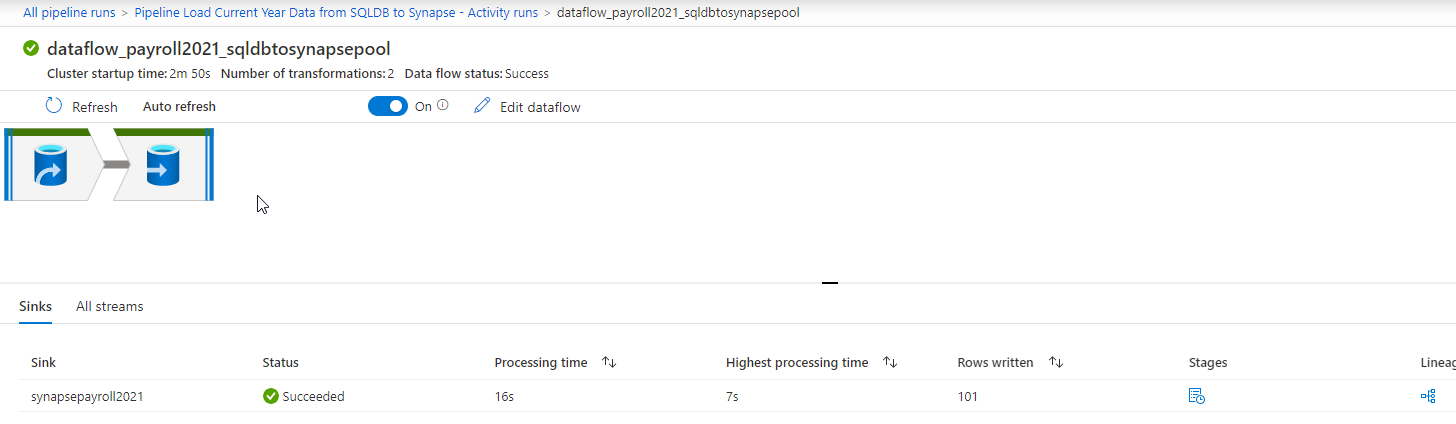 All pipeline runs > Pipeline Load Current Year Data from SQLDB to Synapse - Activity runs > dataflow_payroll2021_sqldbtosynapsepool
dataflow_payroll2021_sqldbtosynapsepool
Cluster startup time: 2m 50s Number of transformations: 2 Data flow status: Success
Refresh Auto refresh On Edit dataflow
Sinks All streams
Sink Status Processing time Highest processing time Rows written Stages Lineag
synapsepayroll2021 Succeeded 16s 7s 101